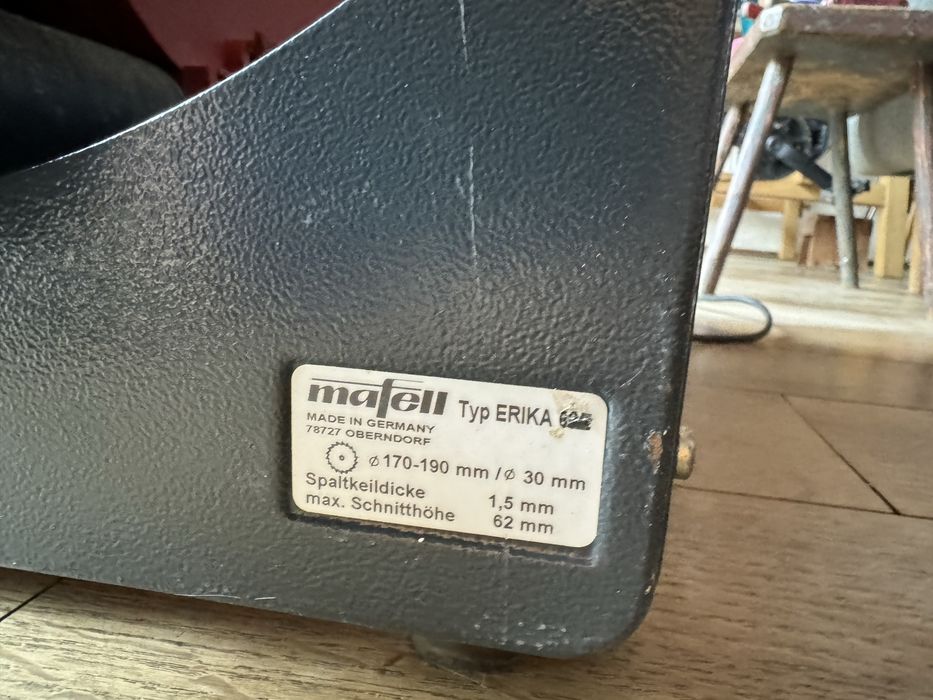 mafell Typ ERIKA
MADE IN GERMANY
78727 OBERNDORF
ø 170-190 mm / ø 30 mm
Spaltkeildicke 1,5 mm
max. Schnitthöhe 62 mm